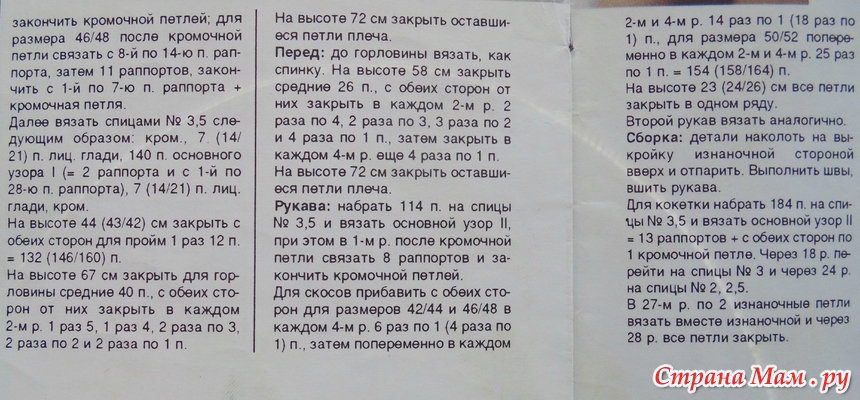 закончить кромочной петлей; для
размера 46/48 после кромочной
петли связать с 8-й по 14-ю п. рап-
порта, затем 11 раппортов, закон-
чить с 1-й по 7-ю п. раппорта +
кромочная петля.
Далее вязать спицами № 3,5 сле-
дующим образом: кром., 7 (14/
21) п. лиц. глади, 140 п. основного
узора I (= 2 раппорта и с 1-й по
28-ю п. раппорта), 7 (14/21) п. лиц.
глади, кром.
На высоте 44 (43/42) см закрыть с
обеих сторон для пройм 1 раз 12 п.
= 132 (146/160) п.
На высоте 67 см закрыть для гор-
ловины средние 40 п., с обеих сто-
рон от них закрыть в каждом
2-м р. 1 раз 5, 1 раз 4, 2 раза по 3,
2 раза по 2 и 2 раза по 1 п.
На высоте 72 см закрыть оставши-
еся петли плеча.
Перед: до горловины вязать, как
спинку. На высоте 58 см закрыть
средние 26 п., с обеих сторон от
них закрыть в каждом 2-м р. 2
раза по 4, 2 раза по 3, 3 раза по 2
и 4 раза по 1 п., затем закрыть в
каждом 4-м р. еще 4 раза по 1 п.
На высоте 72 см закрыть оставши-
еся петли плеча.
Рукава: набрать 114 п. на спицы
№ 3,5 и вязать основной узор II,
при этом в 1-м р. после кромочной
петли связать 8 раппортов и за-
кончить кромочной петлей.
Для скосов прибавить с обеих сто-
рон для размеров 42/44 и 46/48 в
каждом 4-м р. 6 раз по 1 (4 раза по
1) п., затем попеременно в каждом
2-м и 4-м р. 14 раз по 1 (18 раз по
1) п., для размера 50/52 попере-
менно в каждом 2-м и 4-м р. 25 раз
по 1 п. = 154 (158/164) п.
На высоте 23 (24/26) см все петли
закрыть в одном ряду.
Второй рукав вязать аналогично.
Сборка: детали наколоть на вы-
кройку изнаночной стороной
вверх и отпарить. Выполнить швы,
вшить рукава.
Для кокетки набрать 184 п. на спи-
цы № 3,5 и вязать основной узор II
= 13 раппортов + с обеих сторон по
1 кромочной петле. Через 18 р. пе-
рейти на спицы № 3 и через 24 р.
на спицы № 2, 2,5.
В 27-м р. по 2 изнаночные петли
вязать вместе изнаночной и через
28 р. все петли закрыть.
Страна Мам.ру